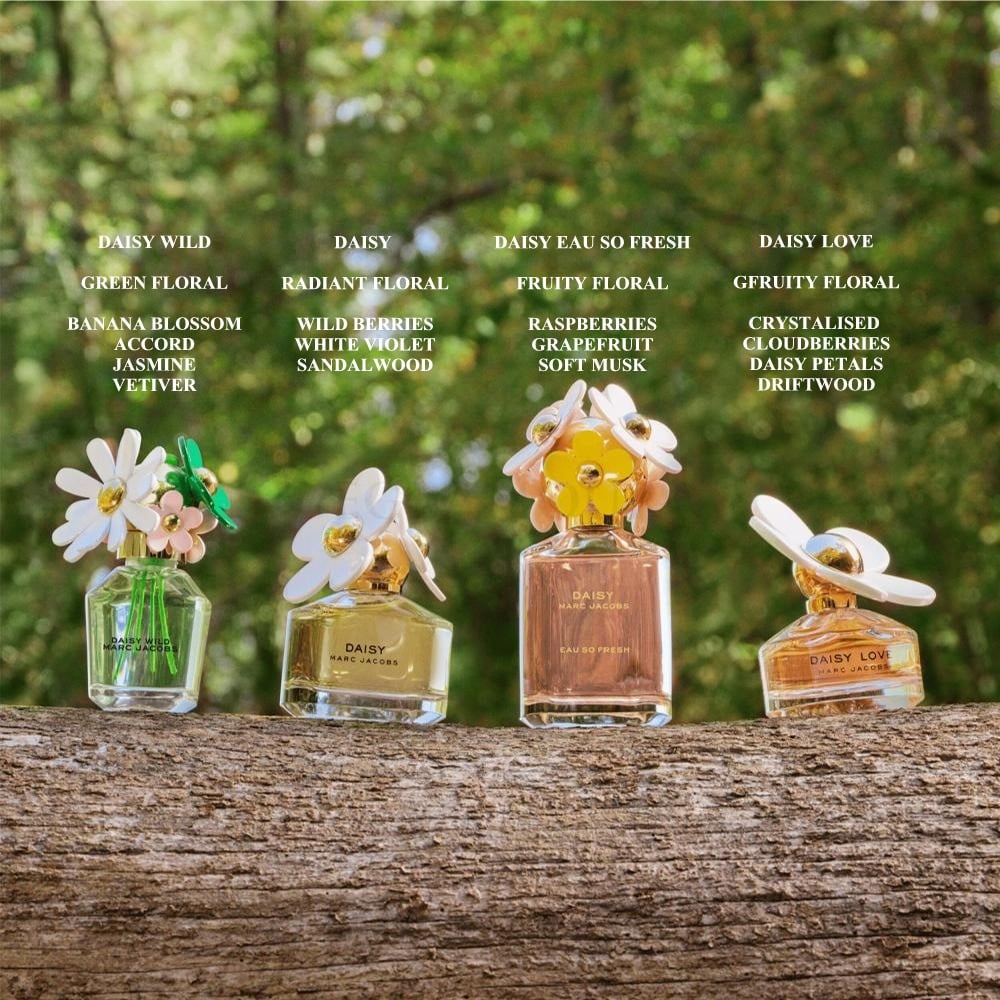 DAISY WILD
GREEN FLORAL
BANANA BLOSSOM
ACCORD
JASMINE
VETIVER
DAISY
RADIANT FLORAL
WILD BERRIES
WHITE VIOLET
SANDALWOOD
DAISY EAU SO FRESH
FRUITY FLORAL
RASPBERRIES
GRAPEFRUIT
SOFT MUSK
DAISY LOVE
GFRUITY FLORAL
CRYSTALISED
CLOUDBERRIES
DAISY PETALS
DRIFTWOOD
DAISY WILD
MARC JACOBS
DAISY
MARC JACOBS
DAISY
MARC JACOBS
EAU SO FRESH
DAISY LOVE
MARC JACOBS